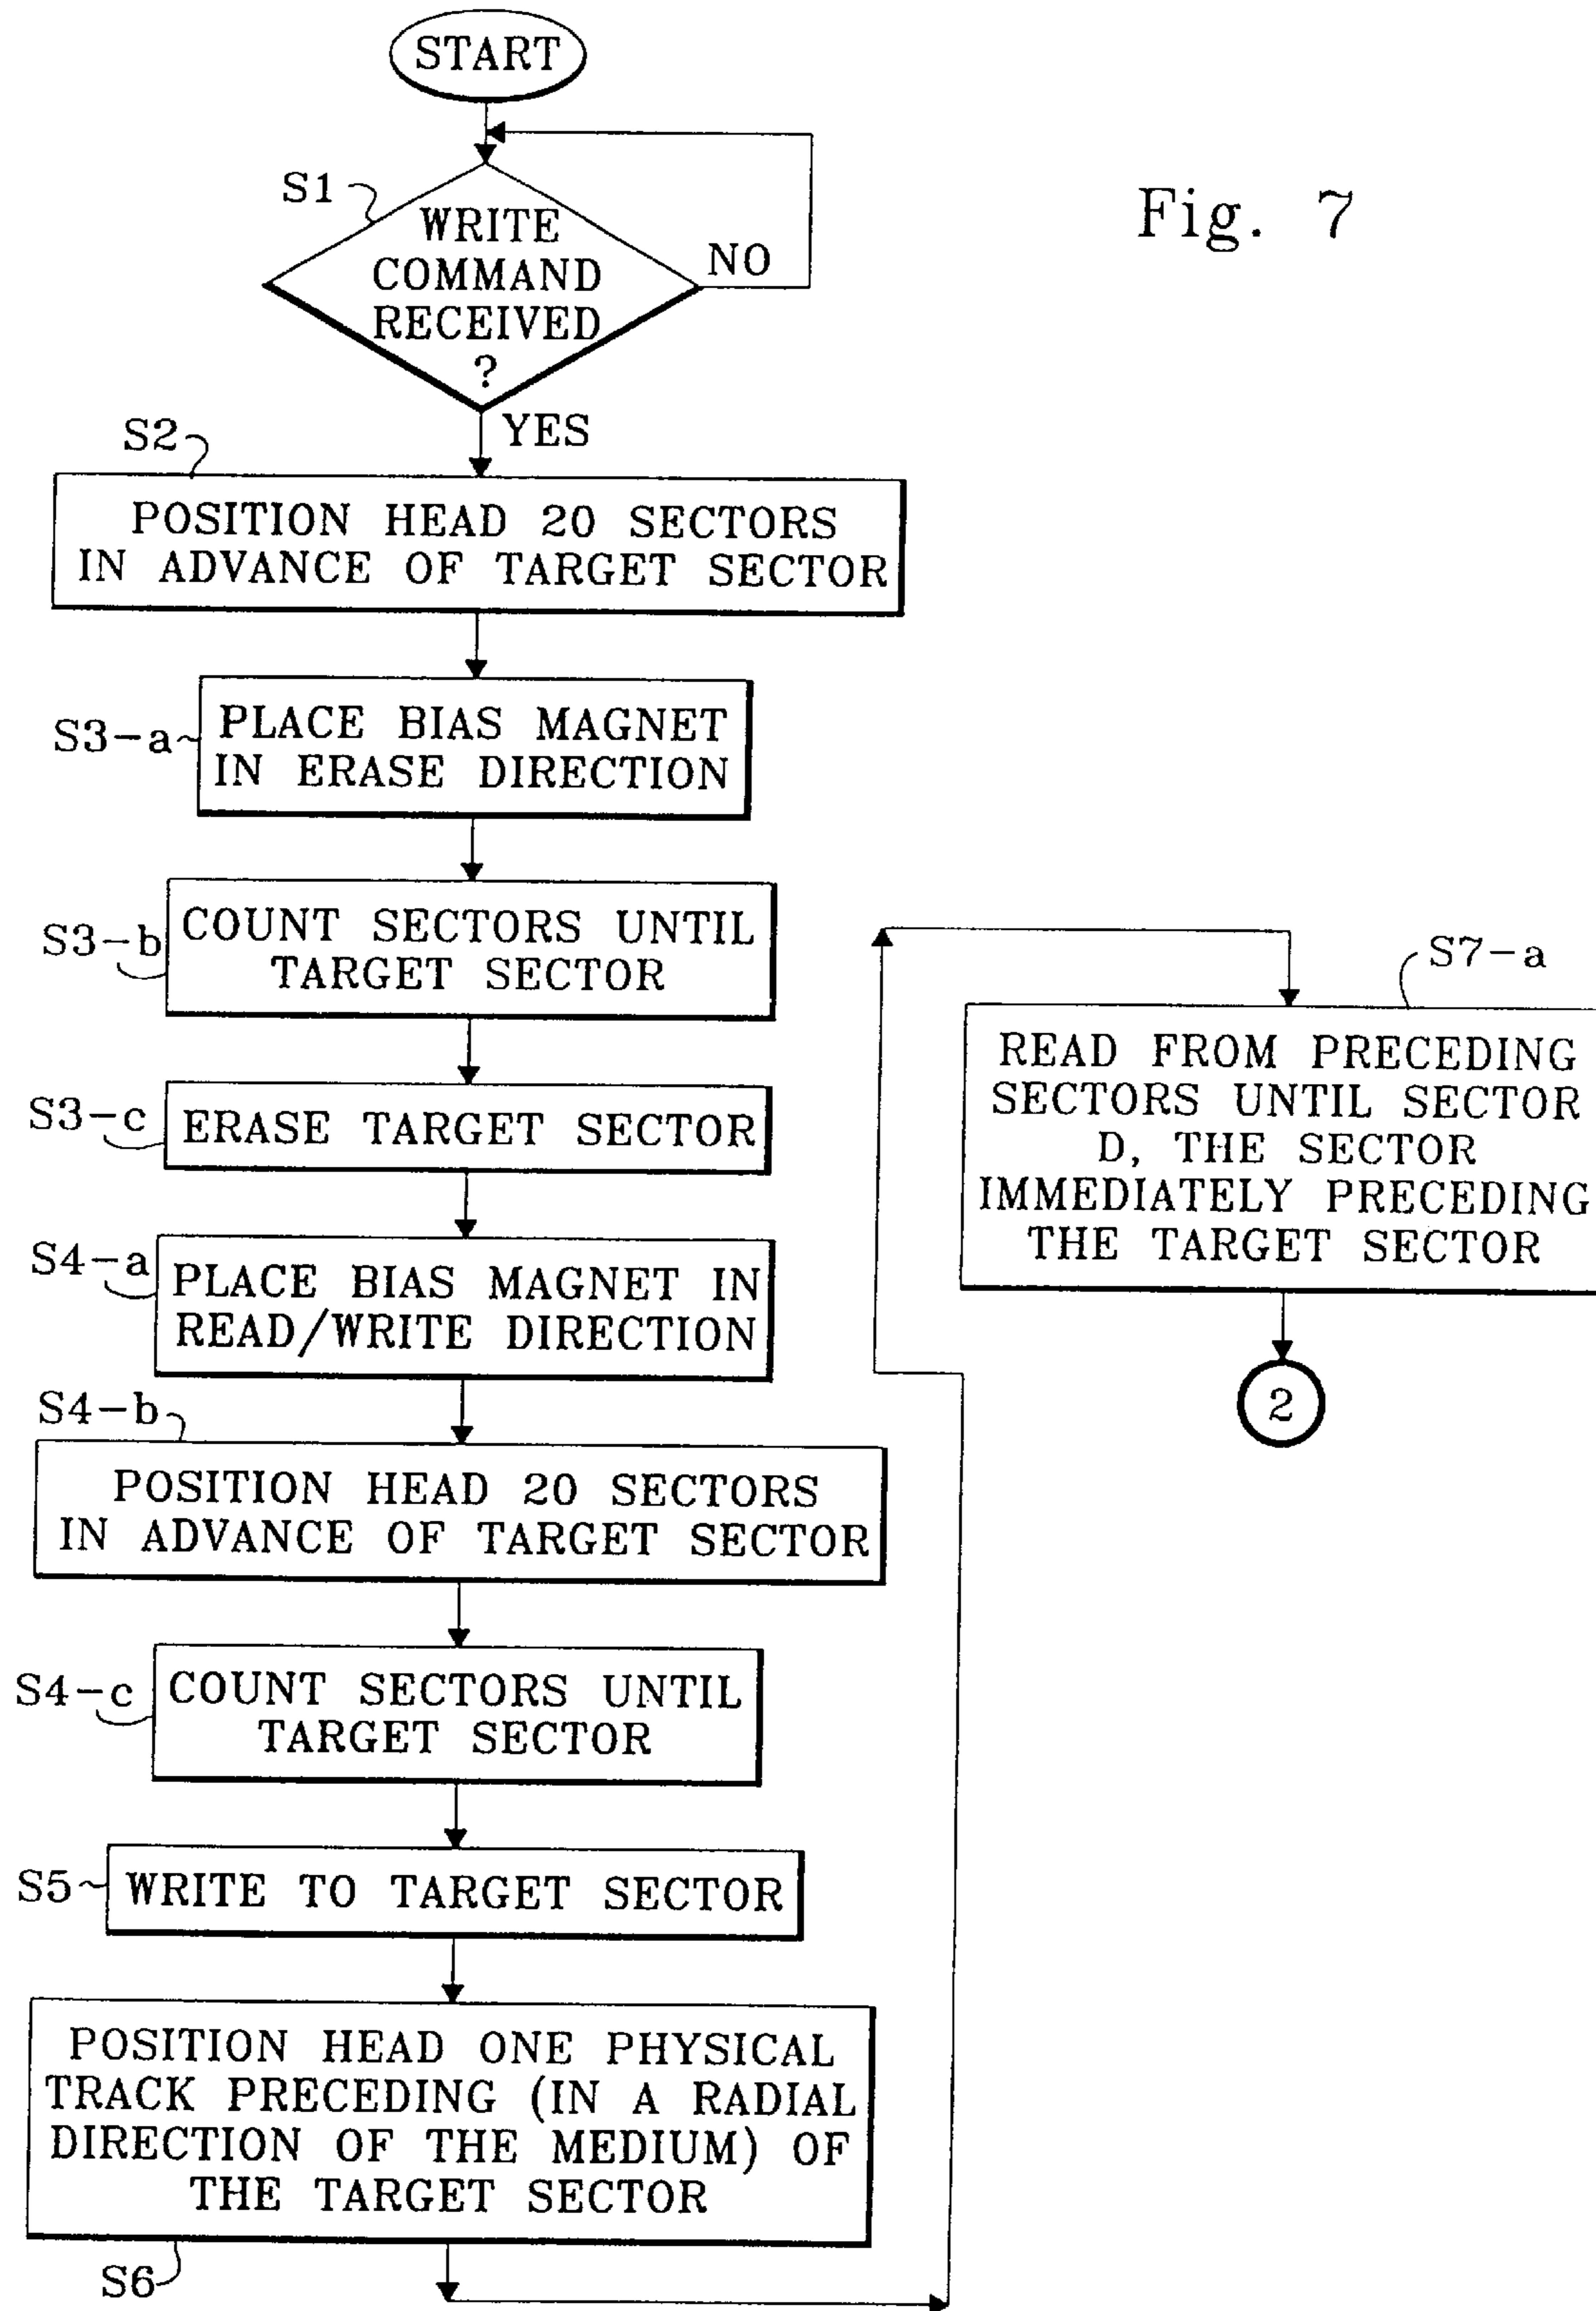 START
Fig. 7
S1
WRITE
COMMAND
RECEIVED
?
NO
YES
S2
POSITION HEAD 20 SECTORS
IN ADVANCE OF TARGET SECTOR
S3-a
PLACE BIAS MAGNET
IN ERASE DIRECTION
S3-b
COUNT SECTORS UNTIL
TARGET SECTOR
S3-c
ERASE TARGET SECTOR
S4-a
PLACE BIAS MAGNET IN
READ/WRITE DIRECTION
S4-b
POSITION HEAD 20 SECTORS
IN ADVANCE OF TARGET SECTOR
S4-c
COUNT SECTORS UNTIL
TARGET SECTOR
S5
WRITE TO TARGET SECTOR
POSITION HEAD ONE PHYSICAL
TRACK PRECEDING (IN A RADIAL
DIRECTION OF THE MEDIUM) OF
THE TARGET SECTOR
S6
S7-a
READ FROM PRECEDING
SECTORS UNTIL SECTOR
D, THE SECTOR
IMMEDIATELY PRECEDING
THE TARGET SECTOR
2